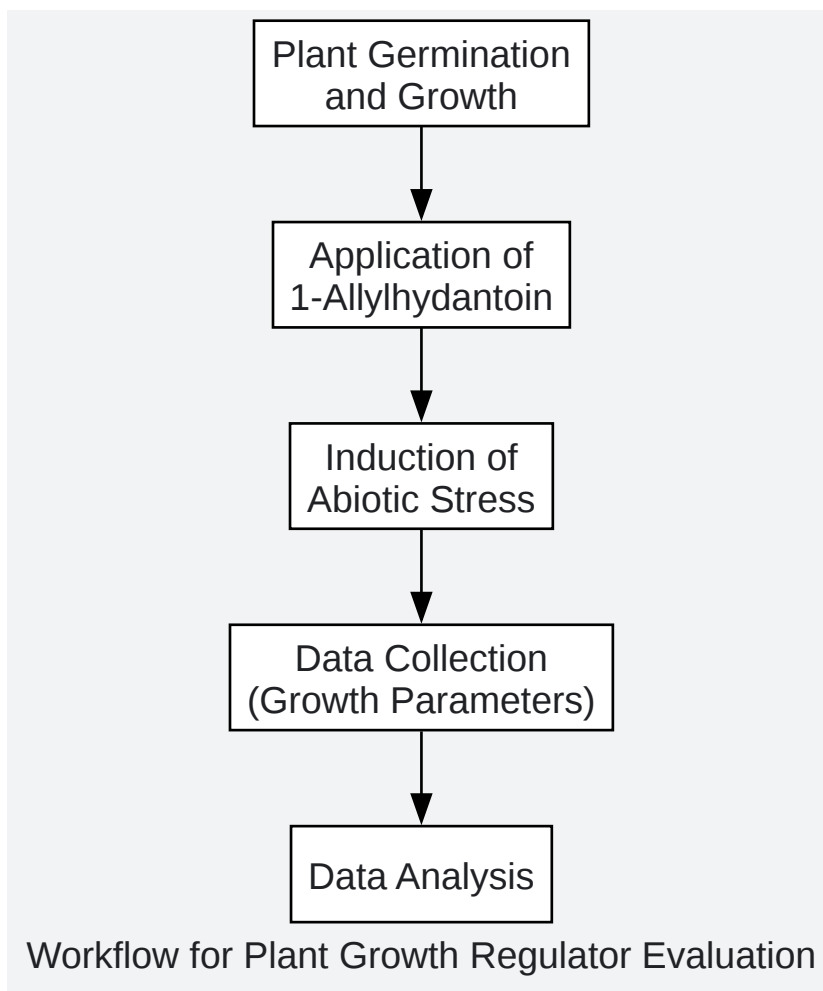 Plant Germination
and Growth
Application of
1-Allylhydantoin
Induction of
Abiotic Stress
Data Collection
(Growth Parameters)
Data Analysis
Workflow for Plant Growth Regulator Evaluation